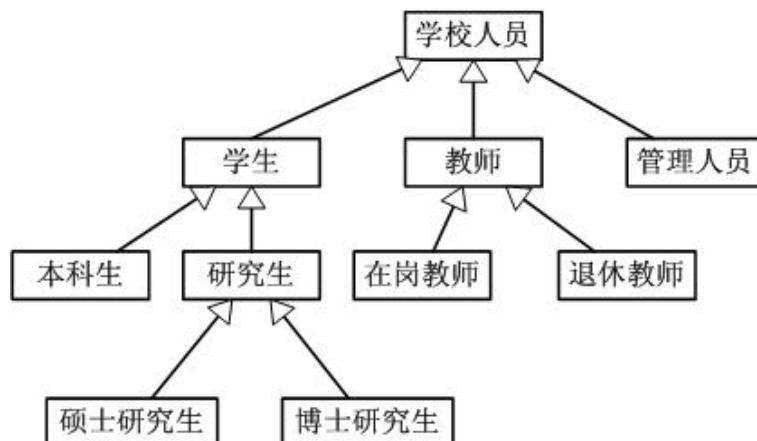 学校人员
学生
教师
管理人员
本科生
研究生
在岗教师
退休教师
硕士研究生
博士研究生